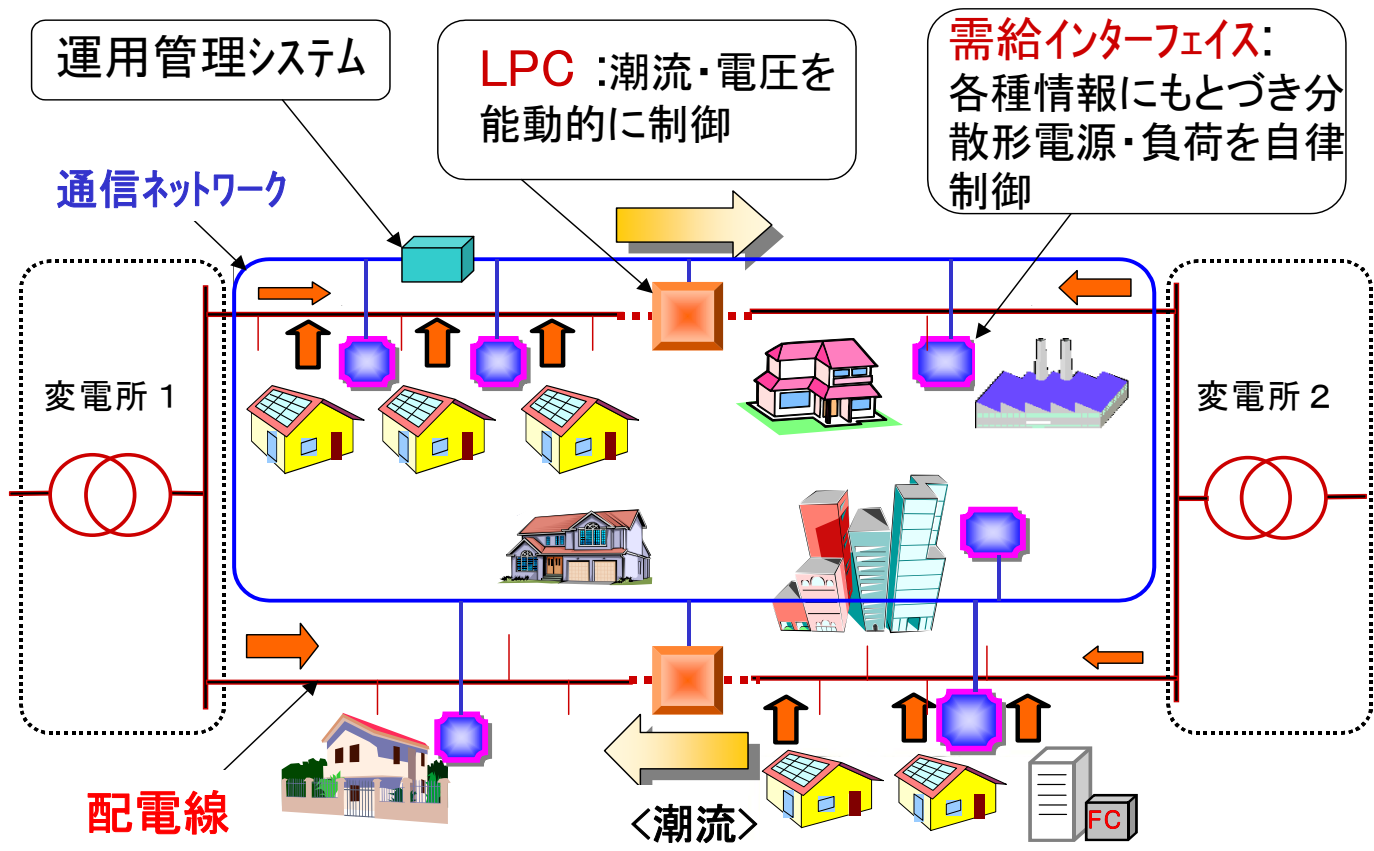 運用管理システム
LPC :潮流・電圧を
能動的に制御
需給インターフェイス:
各種情報にもとづき分
散形電源・負荷を自律
制御
通信ネットワーク
変電所1
変電所2
配電線
<潮流>
FC